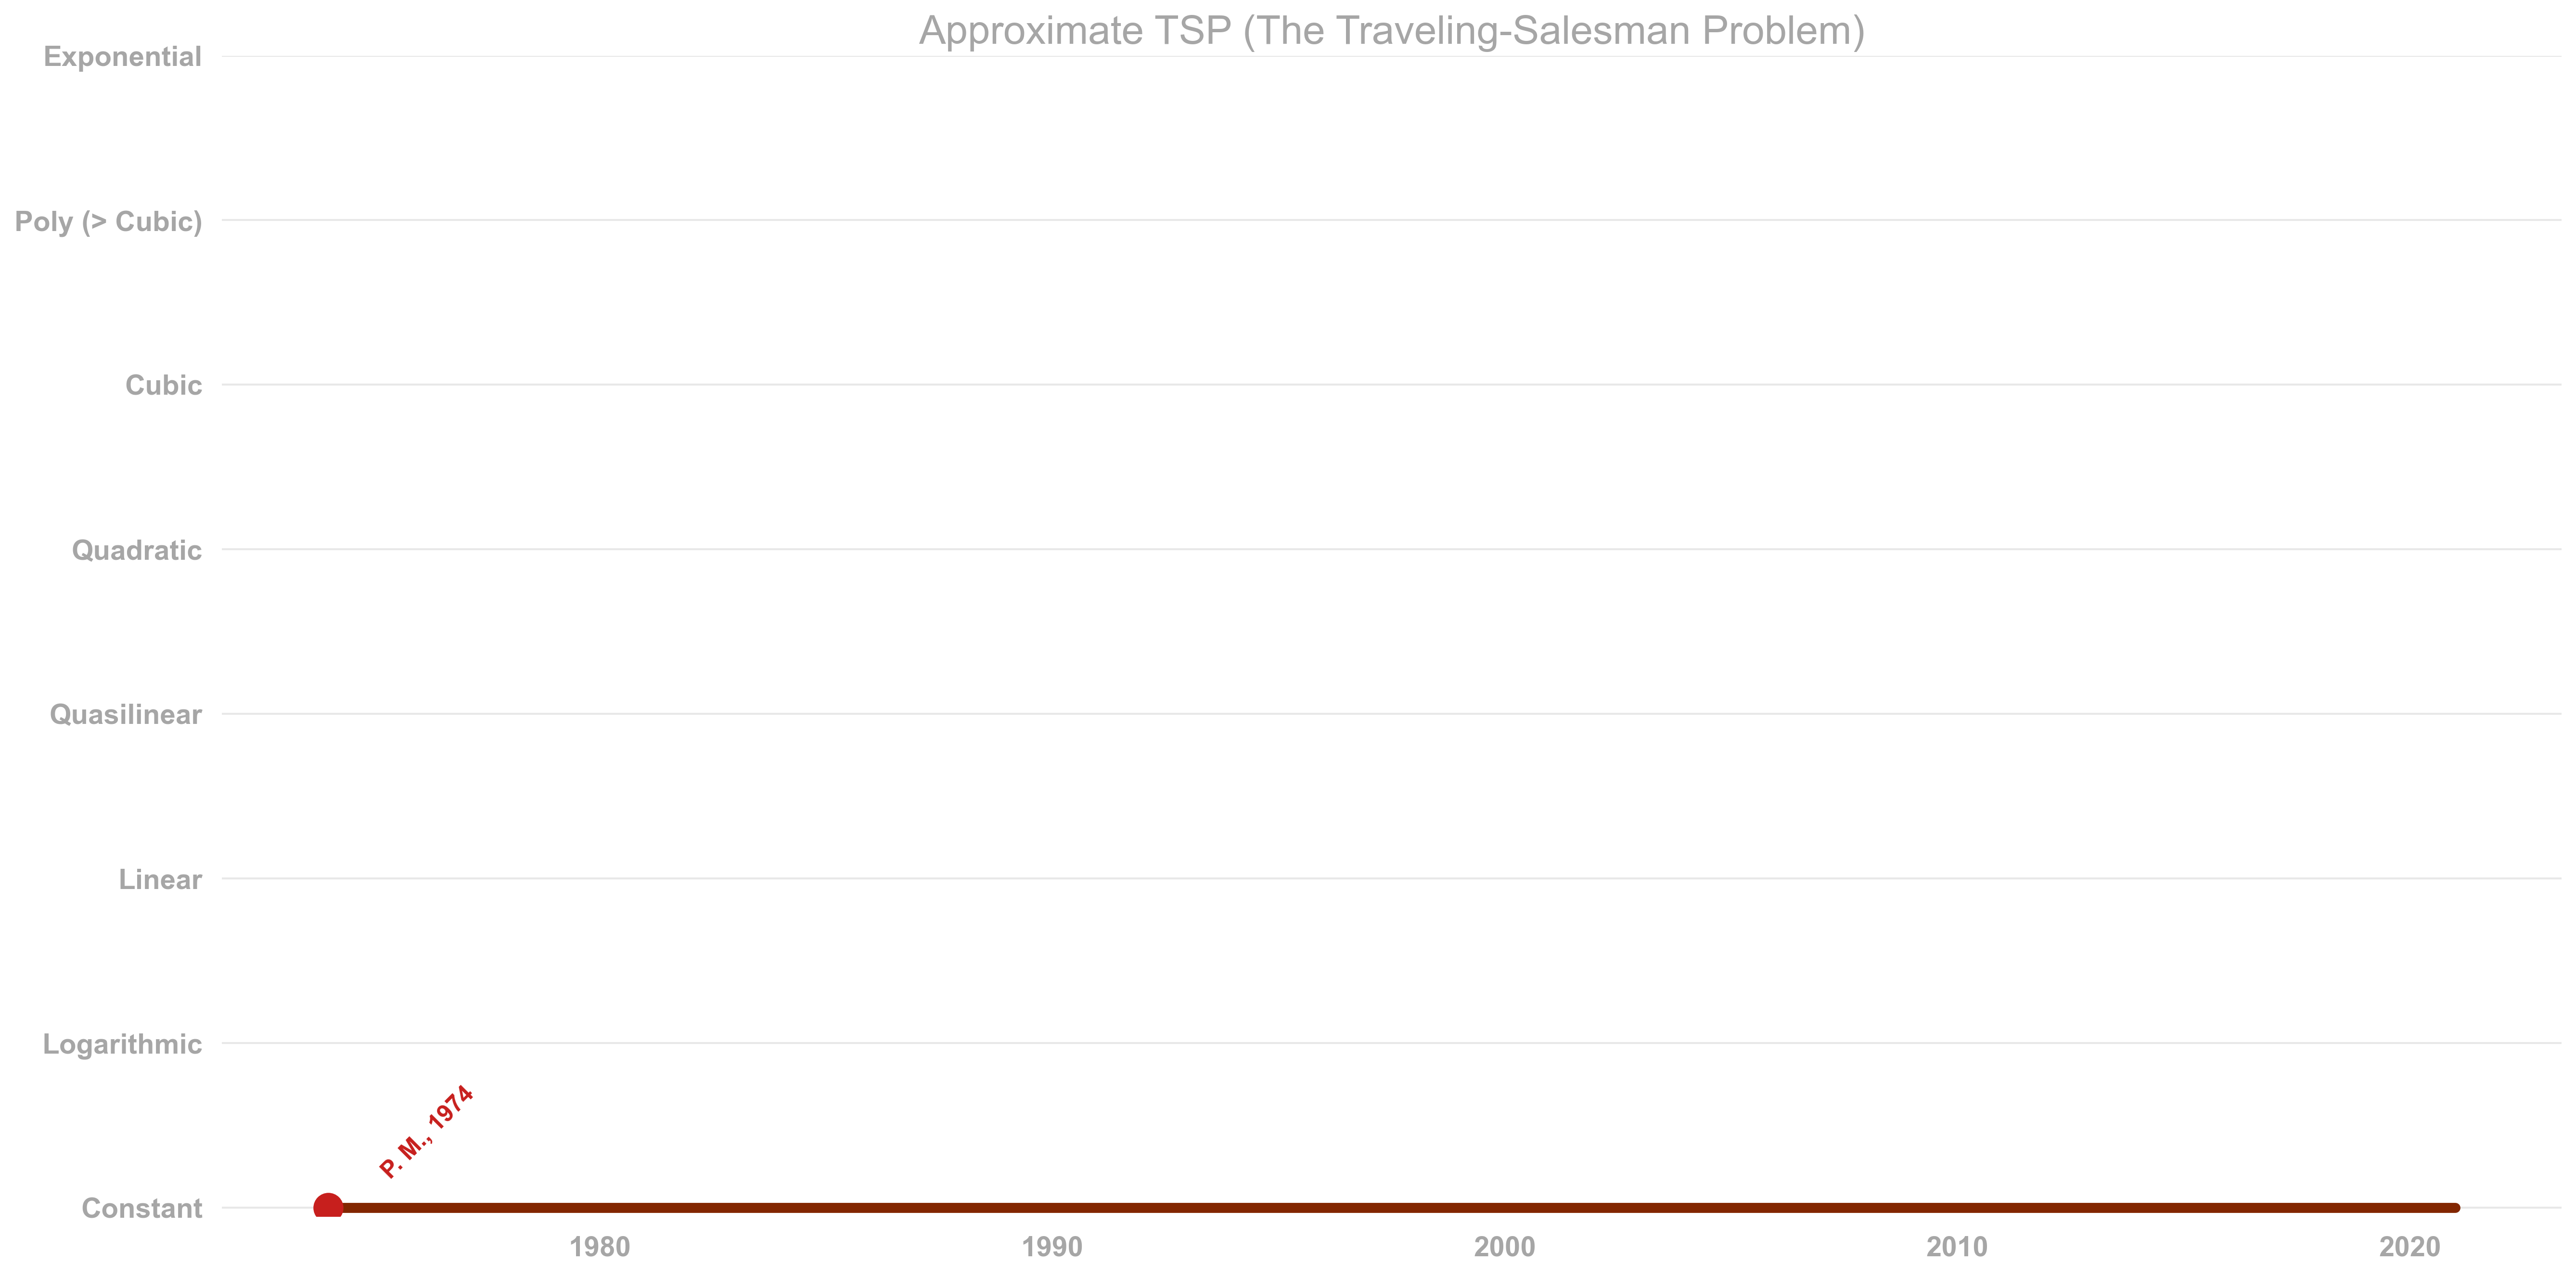 Approximate TSP (The Traveling-Salesman Problem)
Exponential
Poly (> Cubic)
Cubic
Quadratic
Quasilinear
Linear
Logarithmic
P. M., 1974
Constant
1980 1990 2000 2010 2020